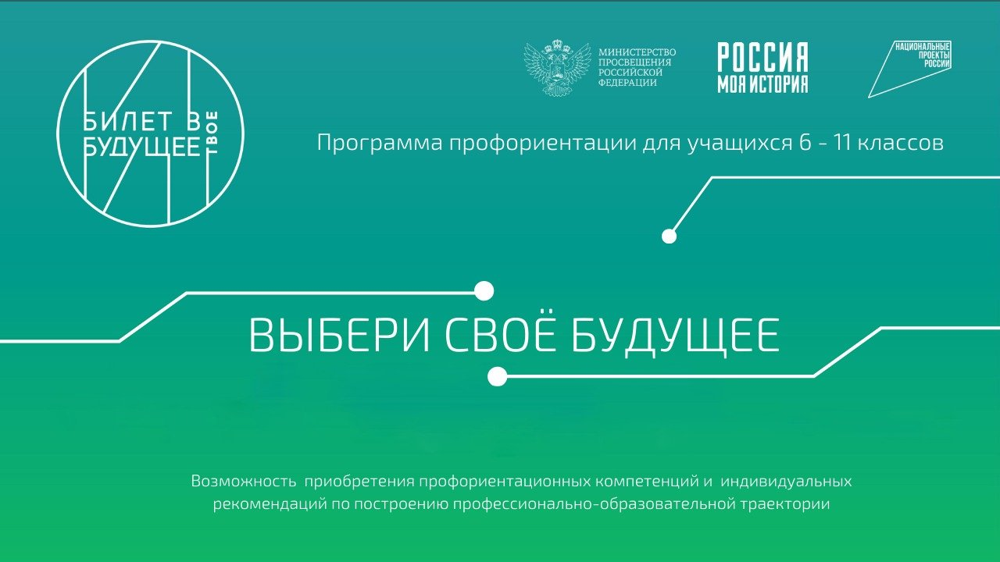 БИЛЕТ В
БУДУЩЕЕ
ТВОЕ
МИНИСТЕРСТВО
ПРОСВЕЩЕНИЯ
РОССИЙСКОЙ
ФЕДЕРАЦИИ
РОССИЯ
МОЯ ИСТОРИЯ
НАЦИОНАЛЬНЫЕ
ПРОЕКТЫ
РОССИИ
Программа профориентации для учащихся 6 - 11 классов
ВЫБЕРИ СВОЁ БУДУЩЕЕ
Возможность приобретения профориентационных компетенций и индивидуальных
рекомендаций по построению профессионально-образовательной траектории